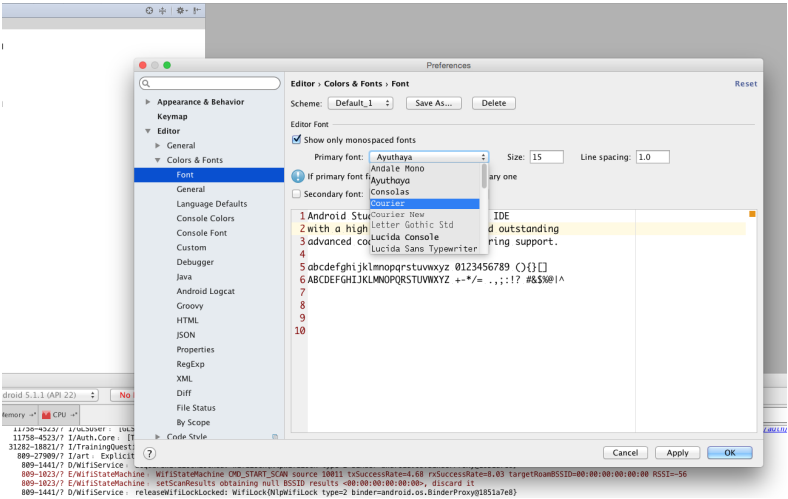 Preferences
Editor › Colors & Fonts › Font
Reset
Scheme: Default_1 Save As... Delete
Editor Font
Show only monospaced fonts
Primary font: Ayuthaya Size: 15 Line spacing: 1.0
If primary font ary one
Secondary font:
Andale Mono
Ayuthaya
Consolas
Courier
Courier New
Letter Gothic Std
Lucida Console
Lucida Sans Typewriter
Appearance & Behavior
Keymap
Editor
General
Colors & Fonts
Font
General
Language Defaults
Console Colors
Console Font
Custom
Debugger
Java
Android Logcat
Groovy
HTML
JSON
Properties
RegExp
XML
Diff
File Status
By Scope
Code Style
1 Android Stu IDE
2 with a high d outstanding
3 advanced co ring support.
4
5 abcdefghijklmnopqrstuvwxyz 0123456789 (){}[]
6 ABCDEFGHIJKLMNOPQRSTUVWXYZ +-*/= .,;:!? #&$%@|^
7
8
9
10
? Cancel Apply OK
droid 5.1.1 (API 22) No
Memory CPU
11758-4523/? I/GLSUser﹕ [GLS
11758-4523/? I/Auth.Core﹕ [T
31282-18821/? I/TrainingQuest
809-27909/? I/art﹕ Explicit
809-1441/? D/WifiService﹕
809-1023/? E/WifiStateMachine﹕ WifiStateMachine CMD_START_SCAN source 10011 txSuccessRate=4.68 rxSuccessRate=8.03 targetRoamBSSID=00:00:00:00:00:00 RSSI=-56
809-1023/? E/WifiStateMachine﹕ setScanResults obtaining null BSSID results <00:00:00:00:00:00>, discard it
809-1441/? D/WifiService﹕ releaseWifiLockLocked: WifiLock{NlpWifiLock type=2 binder=android.os.BinderProxy@1851a7e8}